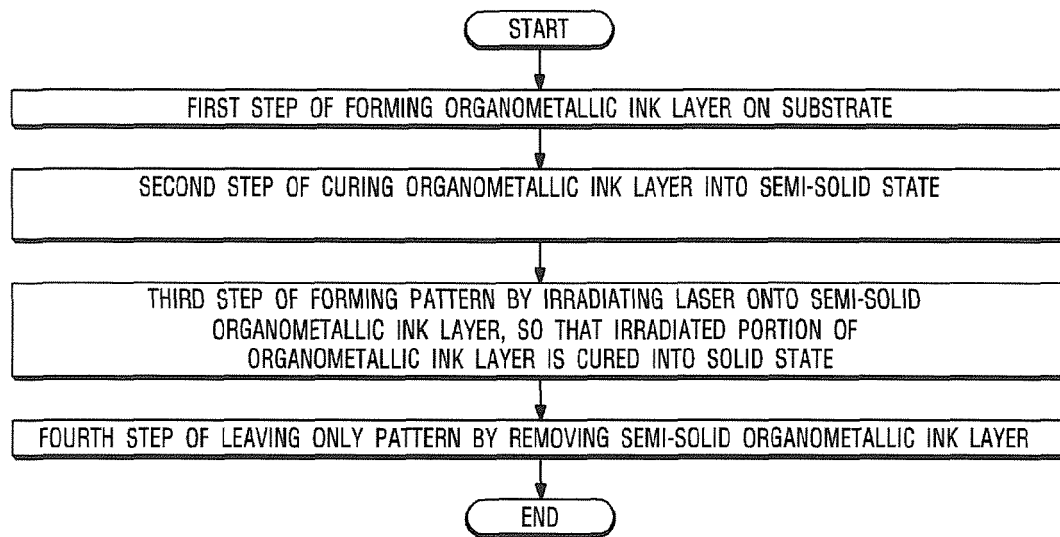 START
FIRST STEP OF FORMING ORGANOMETALLIC INK LAYER ON SUBSTRATE
SECOND STEP OF CURING ORGANOMETALLIC INK LAYER INTO SEMI-SOLID STATE
THIRD STEP OF FORMING PATTERN BY IRRADIATING LASER ONTO SEMI-SOLID
ORGANOMETALLIC INK LAYER, SO THAT IRRADIATED PORTION OF
ORGANOMETALLIC INK LAYER IS CURED INTO SOLID STATE
FOURTH STEP OF LEAVING ONLY PATTERN BY REMOVING SEMI-SOLID ORGANOMETALLIC INK LAYER
END